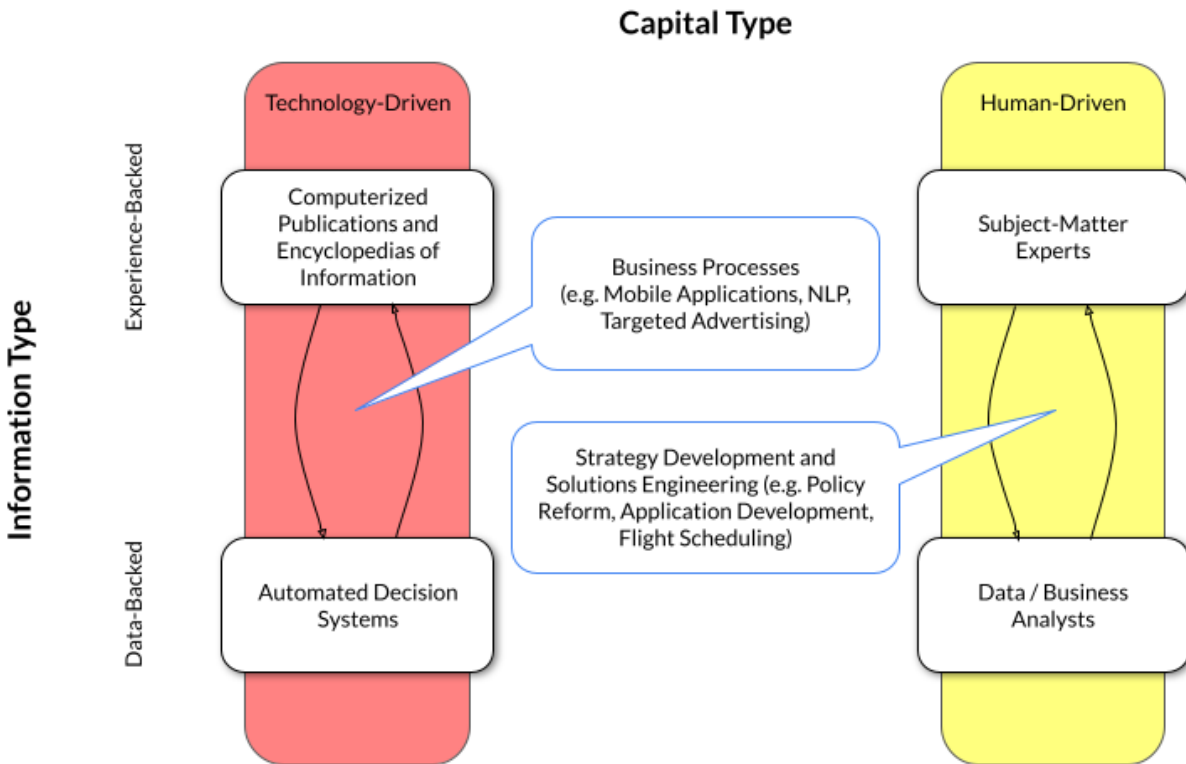 Capital Type
Technology-Driven
Human-Driven
Information Type
Experience-Backed
Computerized
Publications and
Encyclopedias of
Information
Subject-Matter
Experts
Business Processes
(e.g. Mobile Applications, NLP,
Targeted Advertising)
Strategy Development and
Solutions Engineering (e.g. Policy
Reform, Application Development,
Flight Scheduling)
Data-Backed
Automated Decision
Systems
Data / Business
Analysts